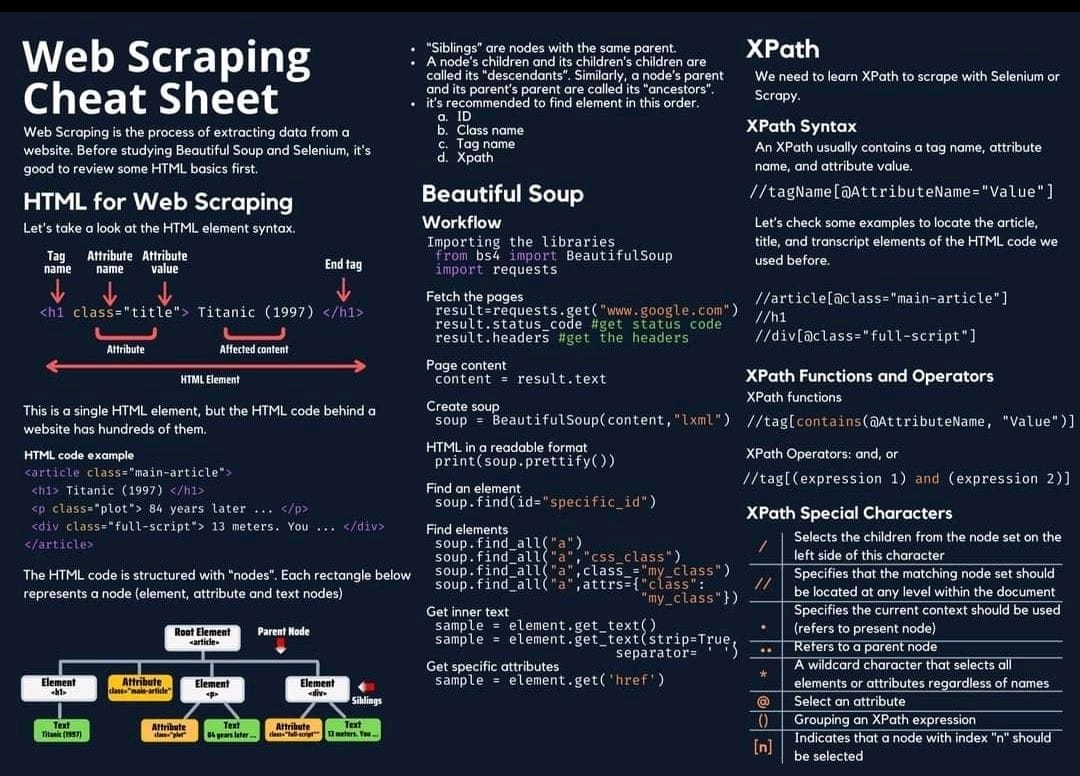 Web Scraping
Cheat Sheet
Web Scraping is the process of extracting data from a
website. Before studying Beautiful Soup and Selenium, it's
good to review some HTML basics first.
HTML for Web Scraping
Let's take a look at the HTML element syntax.
Tag
name
Attribute
name
Attribute
value
End tag
<h1 class="title"> Titanic (1997) </h1>
Attribute
Affected content
HTML Element
This is a single HTML element, but the HTML code behind a
website has hundreds of them.
HTML code example
<article class="main-article">
<h1> Titanic (1997) </h1>
<p class="plot"> 84 years later ... </p>
<div class="full-script"> 13 meters. You ... </div>
</article>
The HTML code is structured with "nodes". Each rectangle below
represents a node (element, attribute and text nodes)
Root Element
<article>
Parent Node
Element
<h1>
Attribute
class="main-article"
Element
<p>
Element
<div>
Siblings
Text
Titanic (1997)
Attribute
class="plot"
Text
84 years later ...
Attribute
class="full-script""
Text
13 meters. You ...
• "Siblings" are nodes with the same parent.
• A node's children and its children's children are
called its "descendants". Similarly, a node's parent
and its parent's parent are called its "ancestors".
• it's recommended to find element in this order.
a. ID
b. Class name
c. Tag name
d. Xpath
Beautiful Soup
Workflow
Importing the libraries
from bs4 import BeautifulSoup
import requests
Fetch the pages
result=requests.get("www.google.com")
result.status_code #get status code
result.headers #get the headers
Page content
content = result.text
Create soup
soup = BeautifulSoup(content,"lxml")
HTML in a readable format
print(soup.prettify())
Find an element
soup.find(id="specific_id")
Find elements
soup.find_all("a")
soup.find_all("a","css_class")
soup.find_all("a",class_="my_class")
soup.find_all("a",attrs={"class":
"my_class"})
Get inner text
sample = element.get_text()
sample = element.get_text(strip=True,
separator= ' ')
Get specific attributes
sample = element.get('href')
XPath
We need to learn XPath to scrape with Selenium or
Scrapy.
XPath Syntax
An XPath usually contains a tag name, attribute
name, and attribute value.
//tagName[@AttributeName="Value"]
Let's check some examples to locate the article,
title, and transcript elements of the HTML code we
used before.
//article[@class="main-article"]
//h1
//div[@class="full-script"]
XPath Functions and Operators
XPath functions
//tag[contains(@AttributeName, "Value")]
XPath Operators: and, or
//tag[(expression 1) and (expression 2)]
XPath Special Characters
/ Selects the children from the node set on the
left side of this character
// Specifies that the matching node set should
be located at any level within the document
. Specifies the current context should be used
(refers to present node)
.. Refers to a parent node
* A wildcard character that selects all
elements or attributes regardless of names
@ Select an attribute
() Grouping an XPath expression
[n] Indicates that a node with index "n" should
be selected